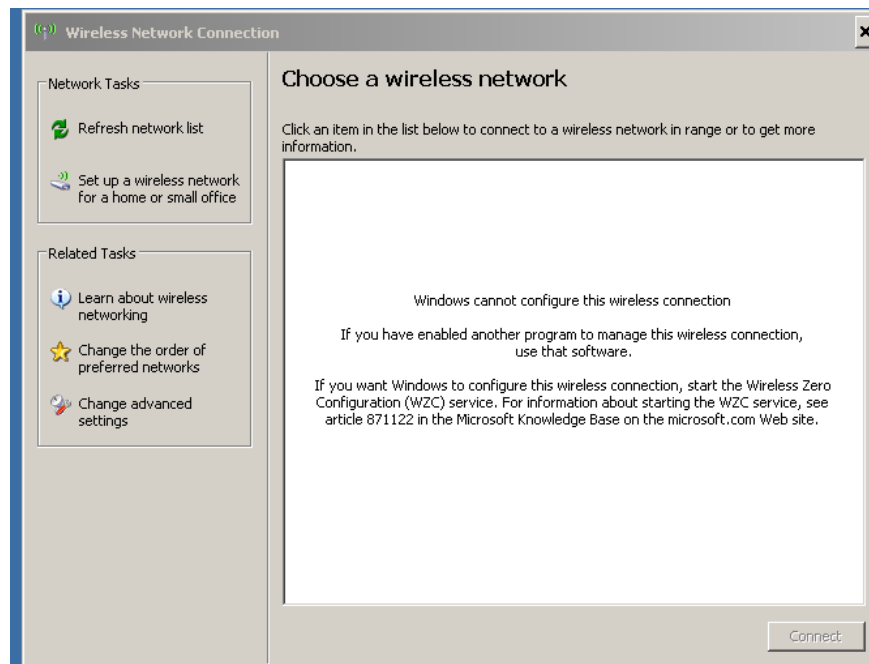 Wireless Network Connection
Network Tasks
Refresh network list
Set up a wireless network
for a home or small office
Related Tasks
Learn about wireless
networking
Change the order of
preferred networks
Change advanced
settings
Choose a wireless network
Click an item in the list below to connect to a wireless network in range or to get more
information.
Windows cannot configure this wireless connection
If you have enabled another program to manage this wireless connection,
use that software.
If you want Windows to configure this wireless connection, start the Wireless Zero
Configuration (WZC) service. For information about starting the WZC service, see
article 871122 in the Microsoft Knowledge Base on the microsoft.com Web site.
Connect